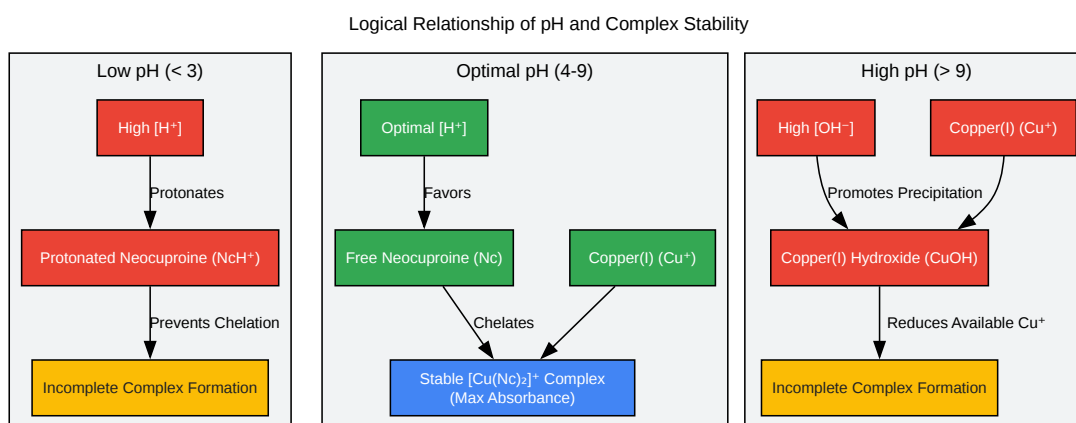 Logical Relationship of pH and Complex Stability
Low pH (< 3)
High [H⁺]
Protonates
Protonated Neocuproine (NcH⁺)
Prevents Chelation
Incomplete Complex Formation
Optimal pH (4-9)
Optimal [H⁺]
Favors
Free Neocuproine (Nc)
Copper(I) (Cu⁺)
Chelates
Stable [Cu(Nc)₂]⁺ Complex
(Max Absorbance)
High pH (> 9)
High [OH⁻]
Copper(I) (Cu⁺)
Promotes Precipitation
Copper(I) Hydroxide (CuOH)
Reduces Available Cu⁺
Incomplete Complex Formation